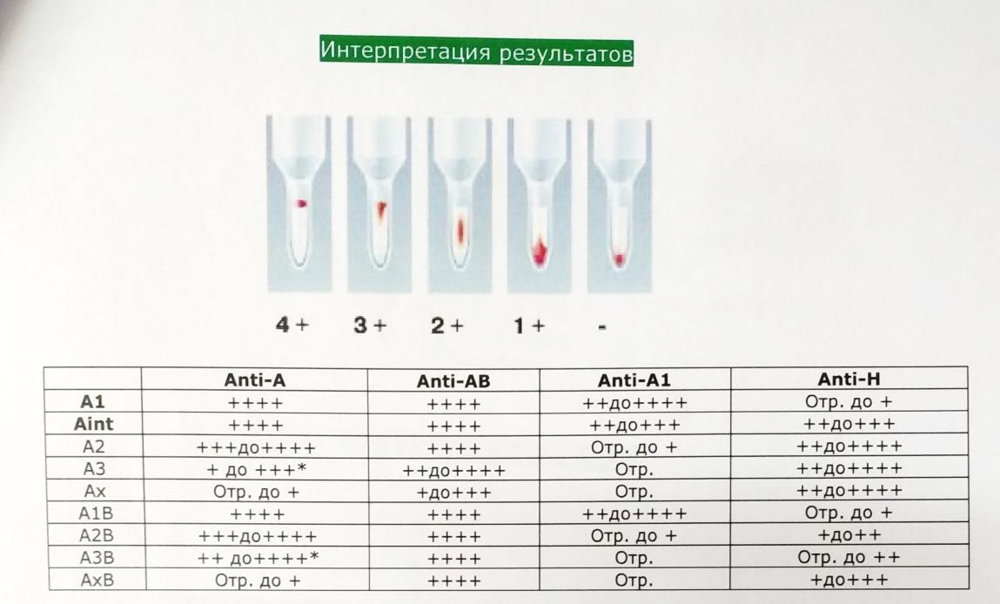 Интерпретация результатов
4+ 3+ 2+ 1+ -
Anti-A Anti-AB Anti-A1 Anti-H
A1 ++++ ++++ ++до++++ Отр. до +
Aint ++++ ++++ ++до+++ ++до+++
A2 +++до++++ ++++ Отр. до + ++до++++
A3 + до +++* ++до++++ Отр. ++до++++
Ax Отр. до + +до+++ Отр. ++до++++
A1B ++++ ++++ ++до++++ Отр. до +
A2B +++до++++ ++++ Отр. до + +до++
A3B ++ до++++* ++++ Отр. Отр. до ++
AxB Отр. до + ++++ Отр. +до+++